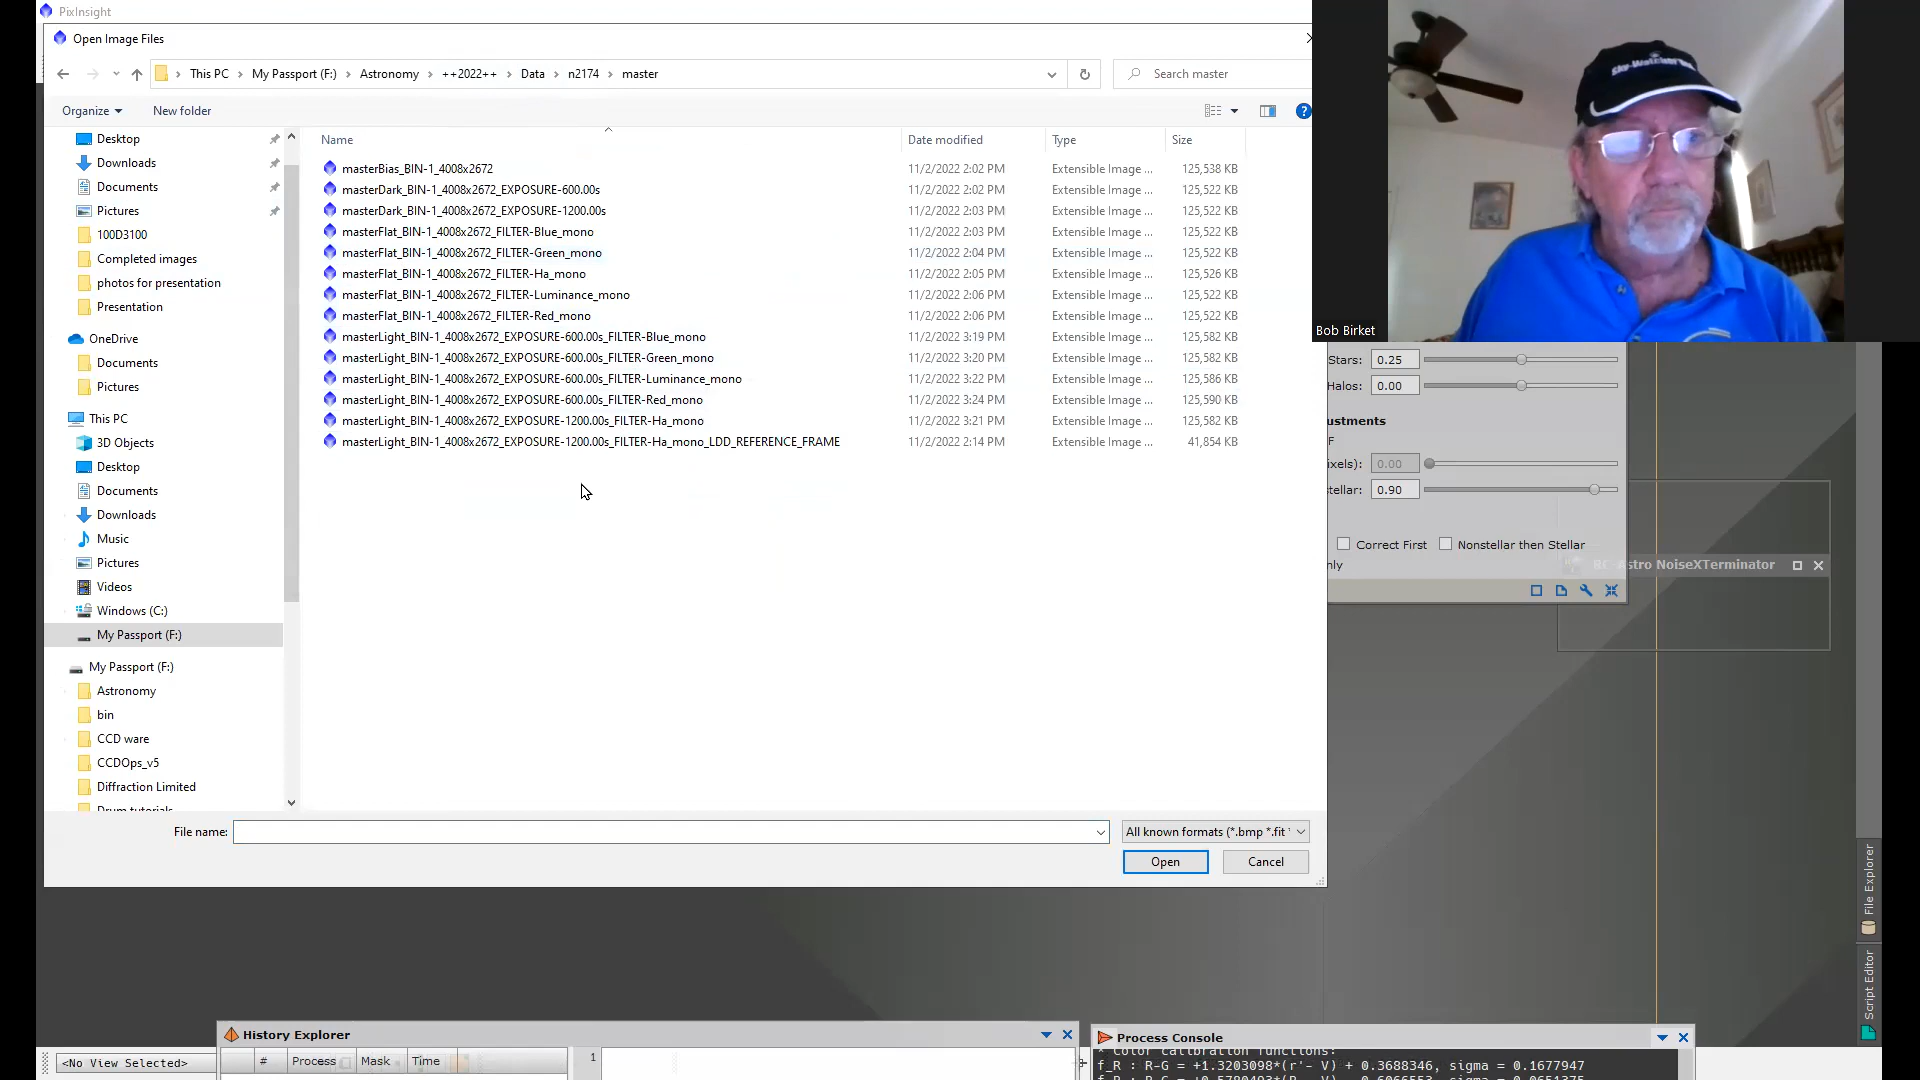 PixInsight
Open Image Files
This PC > My Passport (F:) > Astronomy > ++2022++ > Data > n2174 > master
Search master
Organize
New folder
Name
Date modified
Type
Size
masterBias_BIN-1_4008x2672 11/2/2022 2:02 PM Extensible Image ... 125,538 KB
masterDark_BIN-1_4008x2672_EXPOSURE-600.00s 11/2/2022 2:02 PM Extensible Image ... 125,522 KB
masterDark_BIN-1_4008x2672_EXPOSURE-1200.00s 11/2/2022 2:03 PM Extensible Image ... 125,522 KB
masterFlat_BIN-1_4008x2672_FILTER-Blue_mono 11/2/2022 2:03 PM Extensible Image ... 125,522 KB
masterFlat_BIN-1_4008x2672_FILTER-Green_mono 11/2/2022 2:04 PM Extensible Image ... 125,522 KB
masterFlat_BIN-1_4008x2672_FILTER-Ha_mono 11/2/2022 2:05 PM Extensible Image ... 125,526 KB
masterFlat_BIN-1_4008x2672_FILTER-Luminance_mono 11/2/2022 2:06 PM Extensible Image ... 125,522 KB
masterFlat_BIN-1_4008x2672_FILTER-Red_mono 11/2/2022 2:06 PM Extensible Image ... 125,522 KB
masterLight_BIN-1_4008x2672_EXPOSURE-600.00s_FILTER-Blue_mono 11/2/2022 3:19 PM Extensible Image ... 125,582 KB
masterLight_BIN-1_4008x2672_EXPOSURE-600.00s_FILTER-Green_mono 11/2/2022 3:20 PM Extensible Image ... 125,582 KB
masterLight_BIN-1_4008x2672_EXPOSURE-600.00s_FILTER-Luminance_mono 11/2/2022 3:22 PM Extensible Image ... 125,586 KB
masterLight_BIN-1_4008x2672_EXPOSURE-600.00s_FILTER-Red_mono 11/2/2022 3:24 PM Extensible Image ... 125,590 KB
masterLight_BIN-1_4008x2672_EXPOSURE-1200.00s_FILTER-Ha_mono 11/2/2022 3:21 PM Extensible Image ... 125,582 KB
masterLight_BIN-1_4008x2672_EXPOSURE-1200.00s_FILTER-Ha_mono_LDD_REFERENCE_FRAME 11/2/2022 2:14 PM Extensible Image ... 41,854 KB
Desktop
Downloads
Documents
Pictures
100D3100
Completed images
photos for presentation
Presentation
OneDrive
Documents
Pictures
This PC
3D Objects
Desktop
Documents
Downloads
Music
Pictures
Videos
Windows (C:)
My Passport (F:)
My Passport (F:)
Astronomy
bin
CCD ware
CCDOps_v5
Diffraction Limited
Drum tutorials
File name:
All known formats (*.bmp *.fit *
Open
Cancel
Sky-Watcher
Bob Birket
Stars: 0.25
Halos: 0.00
ustments
F
ixels): 0.00
tellar: 0.90
Correct First
Nonstellar then Stellar
nly
Astro NoiseXTerminator
File Explorer
Script Editor
History Explorer
Process Console
<No View Selected>
# Process Mask Time
1
* Color calibration functions:
f_R : R-G = +1.3203098*(r'- V) + 0.3688346, sigma = 0.1677947